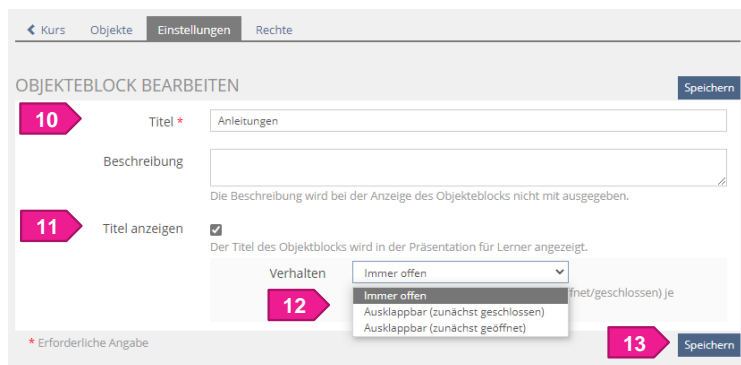 Kurs Objekte Einstellungen Rechte
OBJEKTEBLOCK BEARBEITEN
Speichern
10 Titel * Anleitungen
Beschreibung
Die Beschreibung wird bei der Anzeige des Objekteblocks nicht mit ausgegeben.
11 Titel anzeigen
Der Titel des Objektblocks wird in der Präsentation für Lerner angezeigt.
Verhalten Immer offen
12 Immer offen
fnet/geschlossen) je
Ausklappbar (zunächst geschlossen)
Ausklappbar (zunächst geöffnet)
* Erforderliche Angabe 13 Speichern